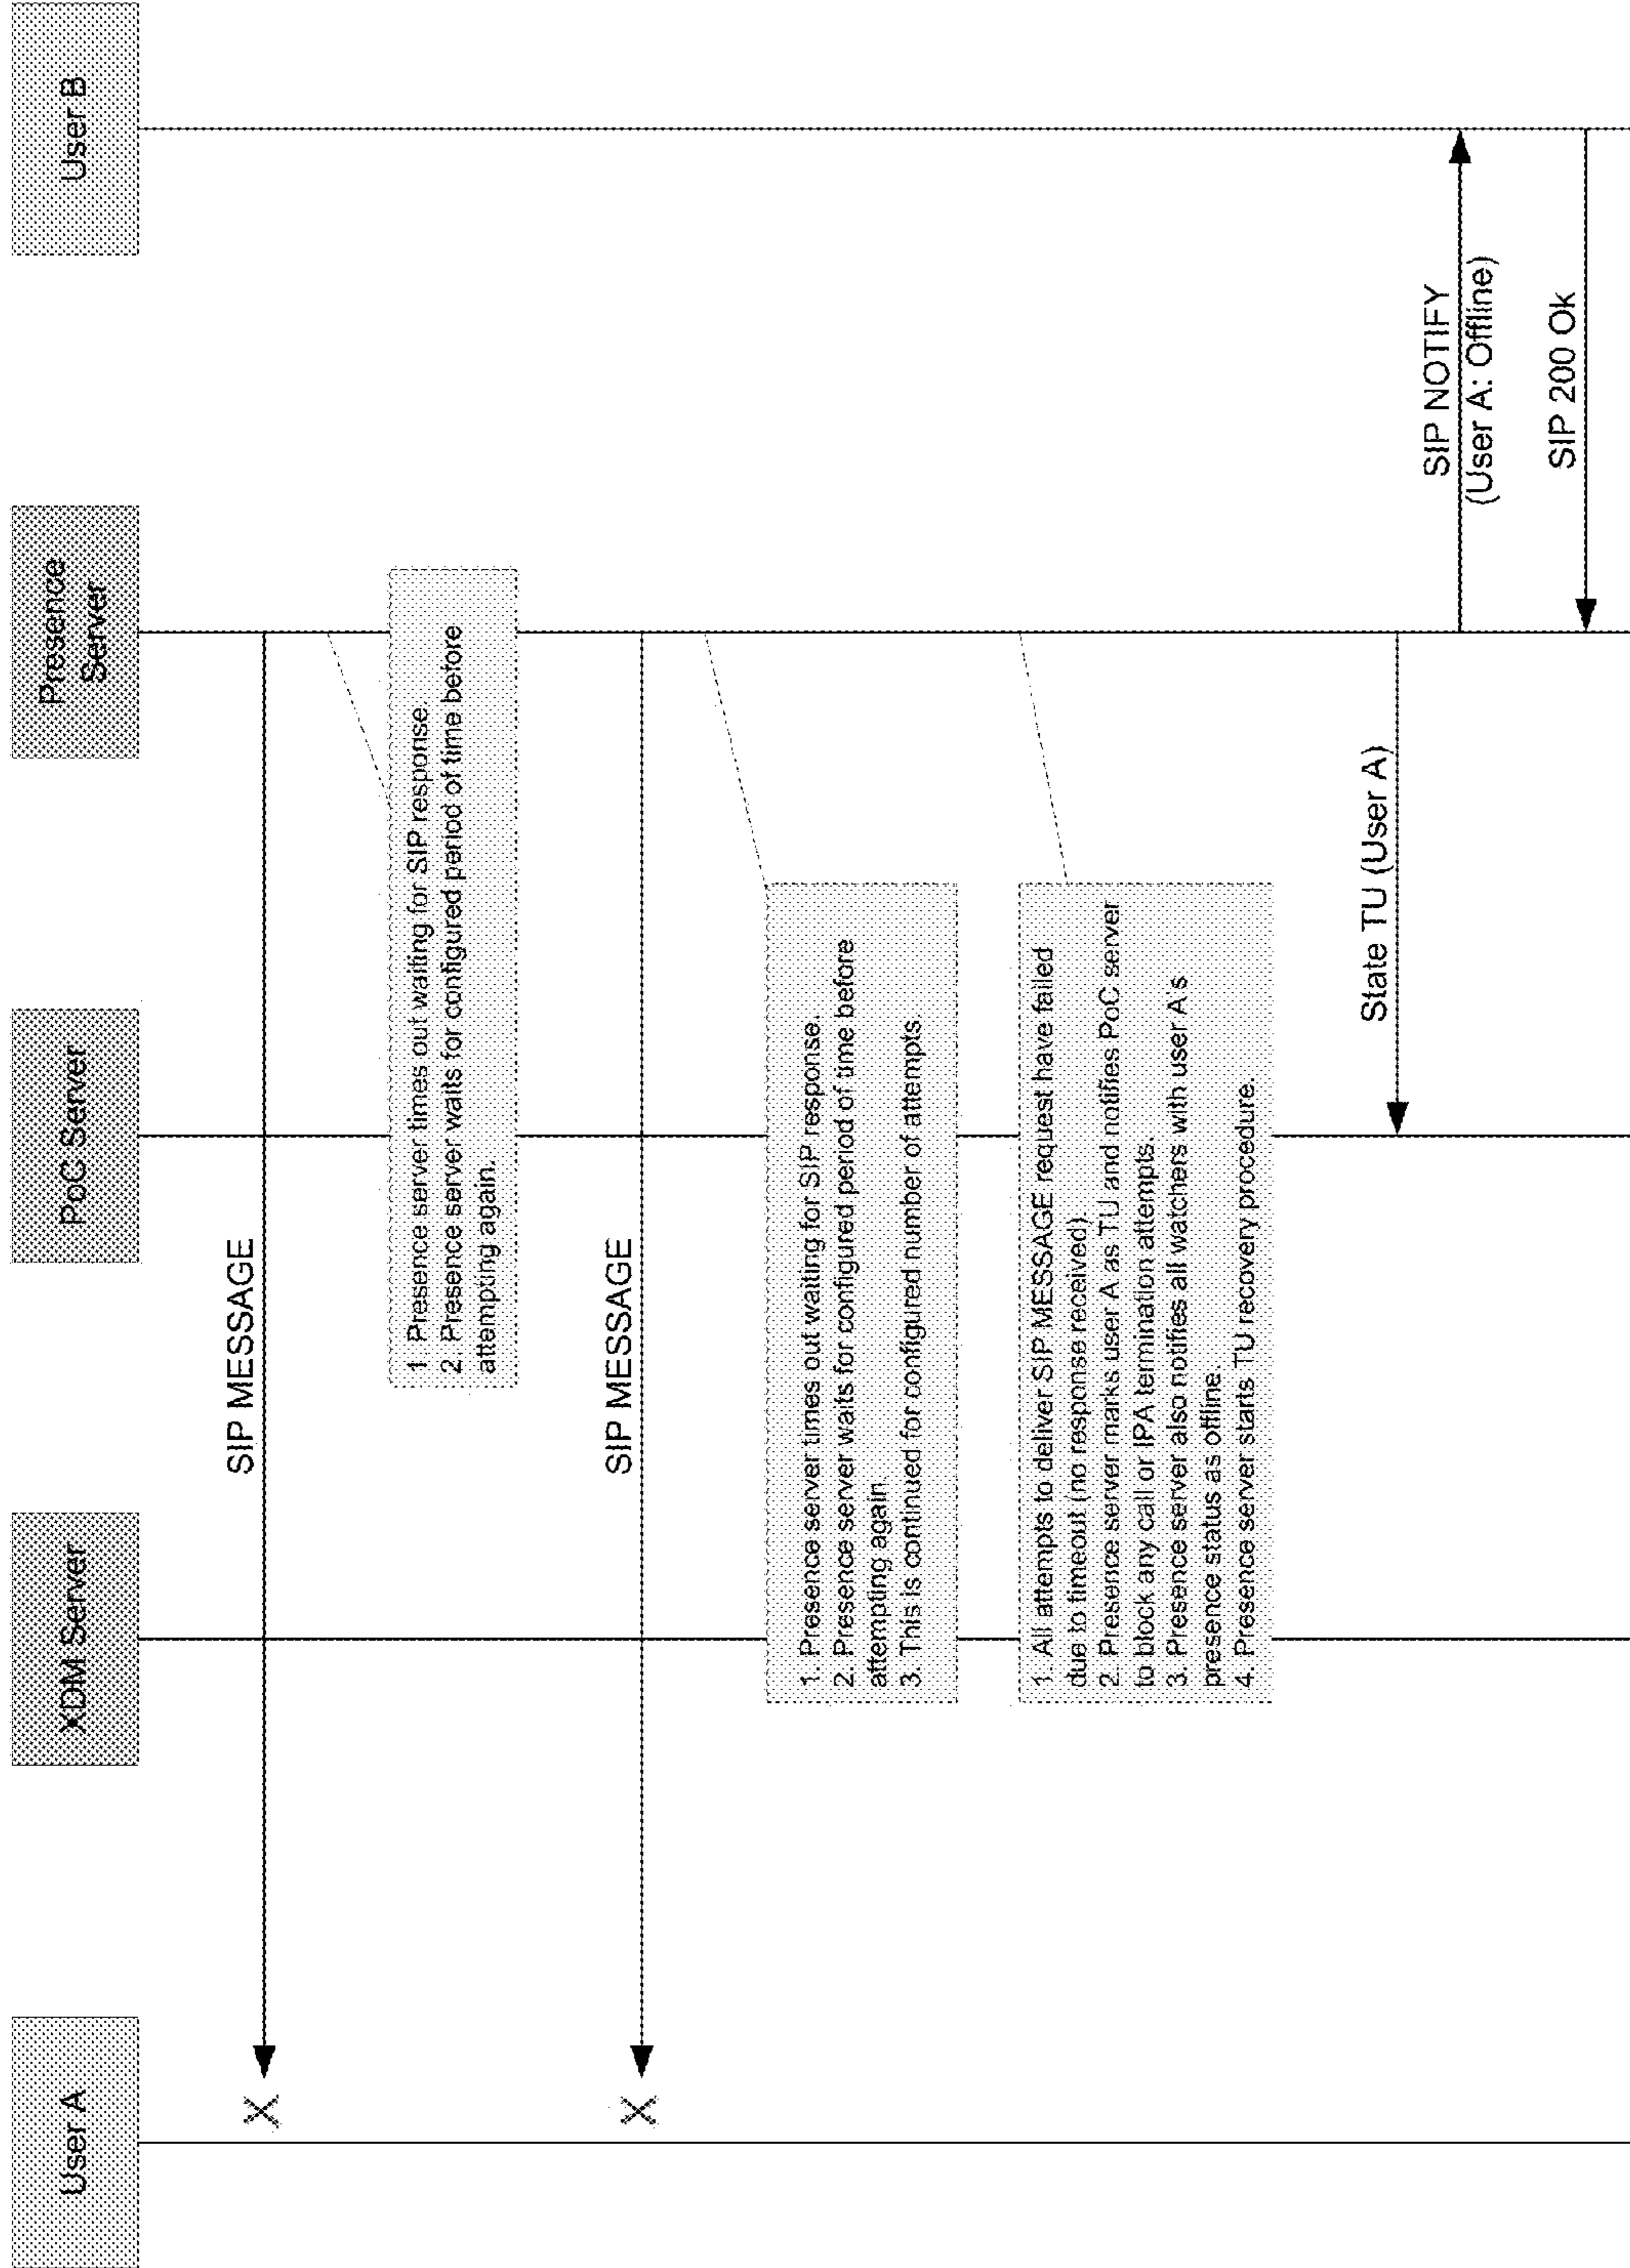 User A
XDM Server
PoC Server
Presence
Server
User B
SIP MESSAGE
1. Presence server times out waiting for SIP response.
2. Presence server waits for configured period of time before
attempting again.
SIP MESSAGE
1. Presence server times out waiting for SIP response.
2. Presence server waits for configured period of time before
attempting again.
3. This is continued for configured number of attempts.
1. All attempts to deliver SIP MESSAGE request have failed
due to timeout (no response received).
2. Presence server marks user A as TU and notifies PoC server
to block any call or IPA termination attempts.
3. Presence server also notifies all watchers with user A's
presence status as offline.
4. Presence server starts TU recovery procedure.
State TU (User A)
SIP NOTIFY
(User A: Offline)
SIP 200 Ok